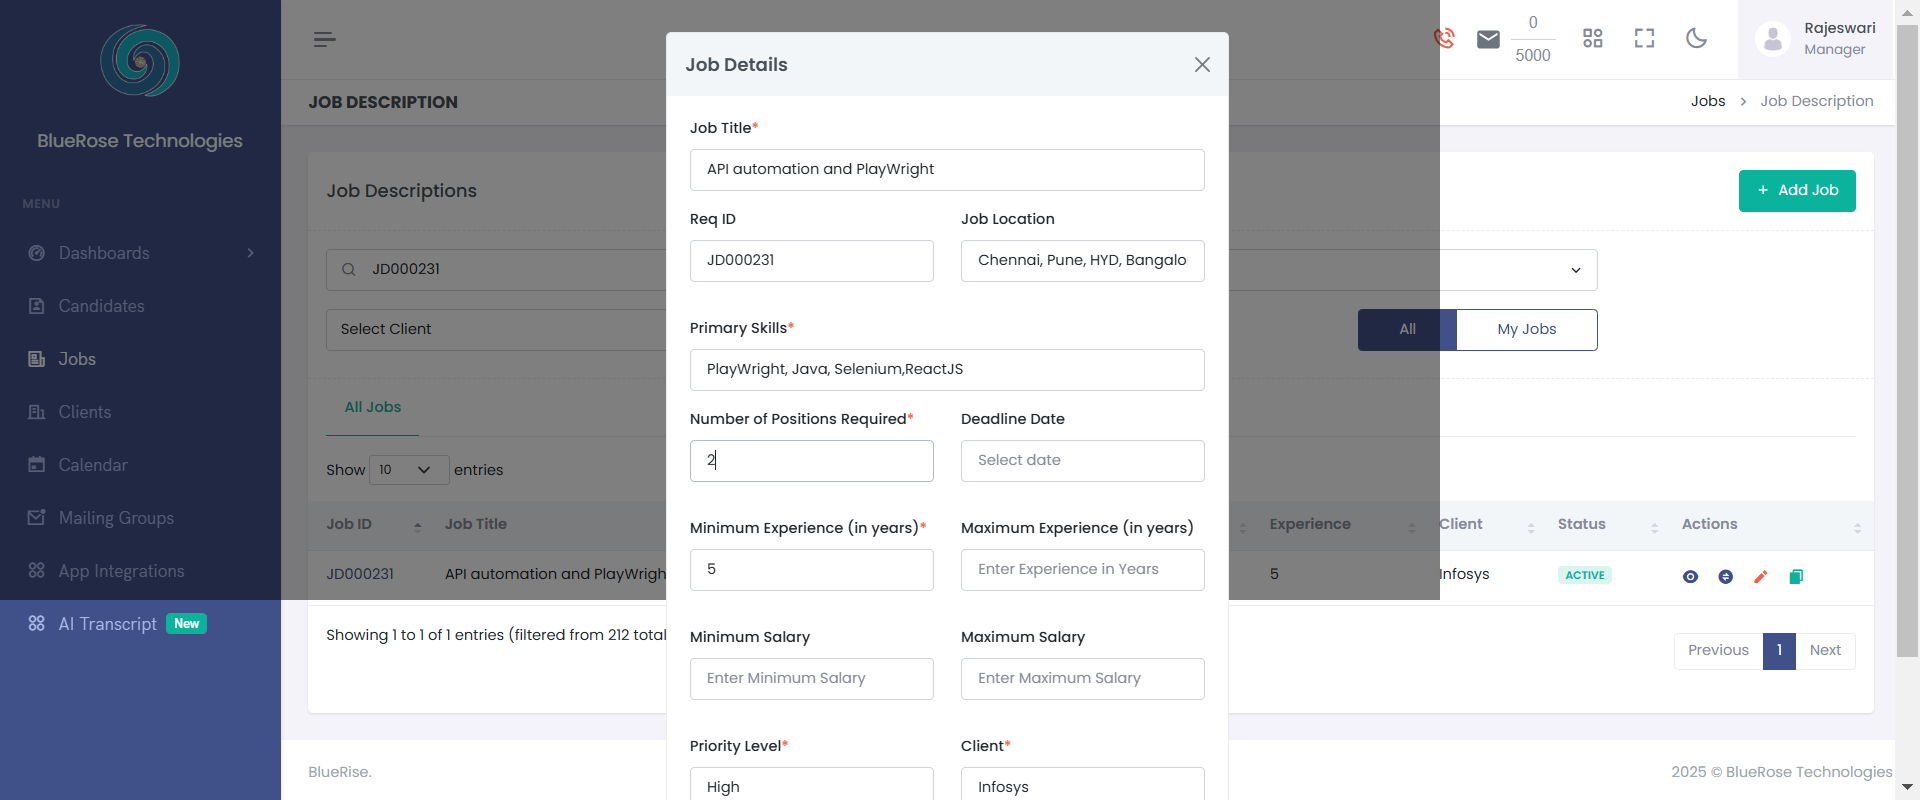 BlueRose Technologies
MENU
Dashboards
Candidates
Jobs
Clients
Calendar
Mailing Groups
App Integrations
AI Transcript New
0
5000
Rajeswari
Manager
JOB DESCRIPTION
Jobs > Job Description
Job Descriptions
+ Add Job
JD000231
Select Client
All
My Jobs
All Jobs
Show 10 entries
Job ID Job Title Experience Client Status Actions
JD000231 API automation and PlayWrigh 5 Infosys ACTIVE
Showing 1 to 1 of 1 entries (filtered from 212 total
Previous 1 Next
BlueRise.
2025 © BlueRose Technologies
Job Details
Job Title*
API automation and PlayWright
Req ID Job Location
JD000231 Chennai, Pune, HYD, Bangalo
Primary Skills*
PlayWright, Java, Selenium,ReactJS
Number of Positions Required* Deadline Date
2 Select date
Minimum Experience (in years)* Maximum Experience (in years)
5 Enter Experience in Years
Minimum Salary Maximum Salary
Enter Minimum Salary Enter Maximum Salary
Priority Level* Client*
High Infosys